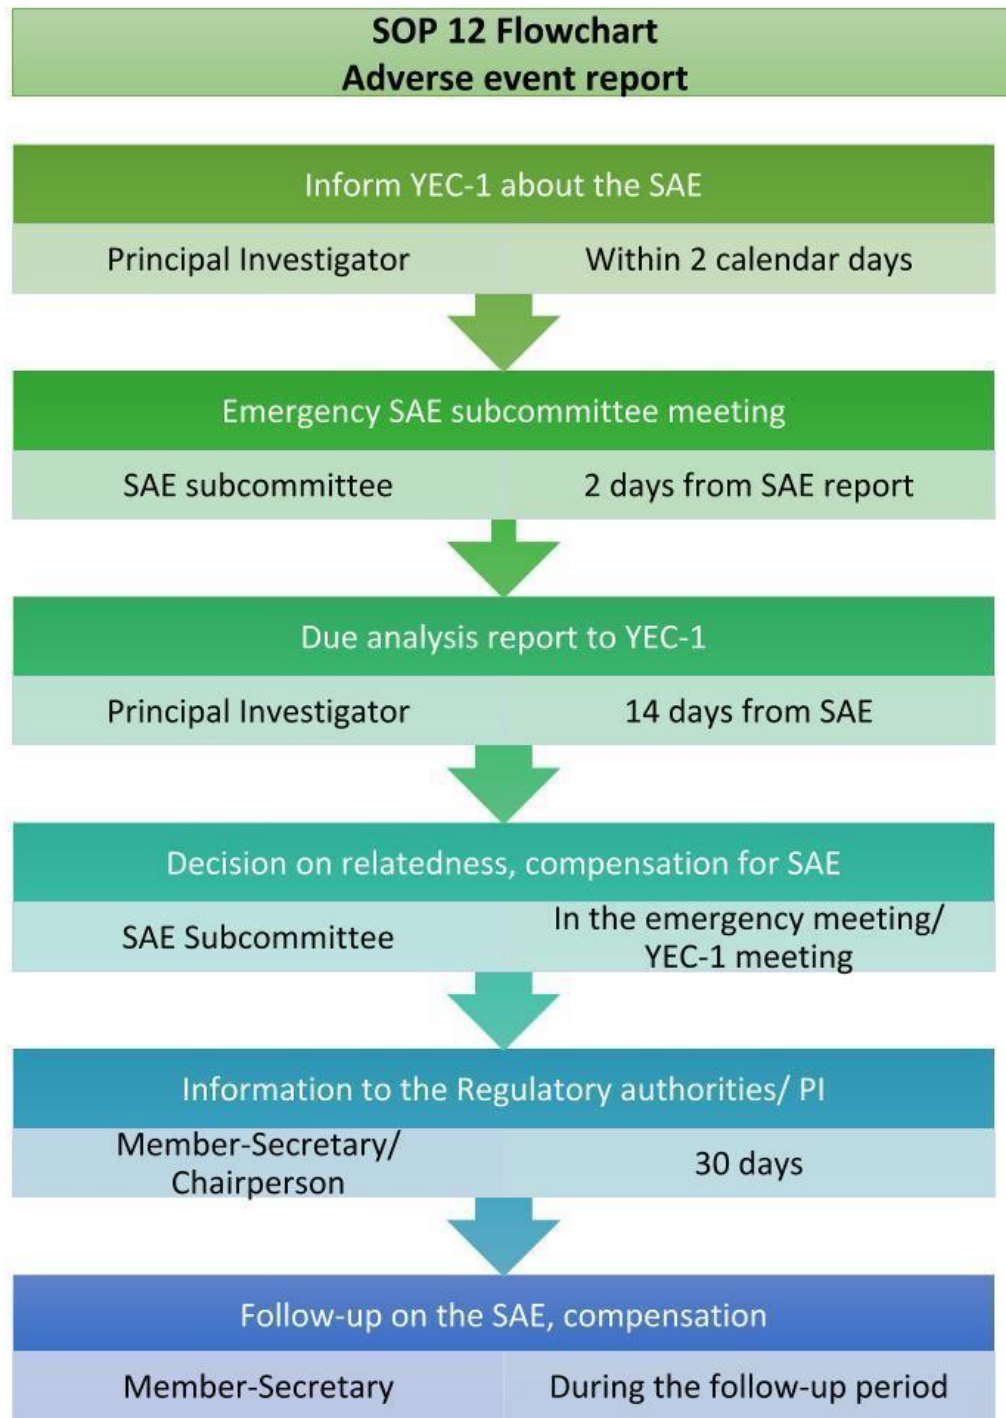 SOP 12 Flowchart
Adverse event report
Inform YEC-1 about the SAE
Principal Investigator
Within 2 calendar days
Emergency SAE subcommittee meeting
SAE subcommittee
2 days from SAE report
Due analysis report to YEC-1
Principal Investigator
14 days from SAE
Decision on relatedness, compensation for SAE
SAE Subcommittee
In the emergency meeting/
YEC-1 meeting
Information to the Regulatory authorities/ PI
Member-Secretary/
Chairperson
30 days
Follow-up on the SAE, compensation
Member-Secretary
During the follow-up period